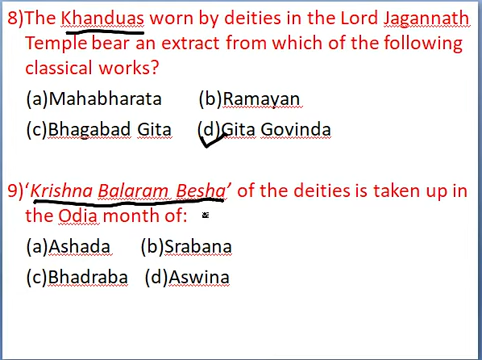 8)The Khanduas worn by deities in the Lord Jagannath
Temple bear an extract from which of the following
classical works?
(a)Mahabharata (b)Ramayan
(c)Bhagabad Gita (d)Gita Govinda
9)‘Krishna Balaram Besha’ of the deities is taken up in
the Odia month of:
(a)Ashada (b)Srabana
(c)Bhadraba (d)Aswina